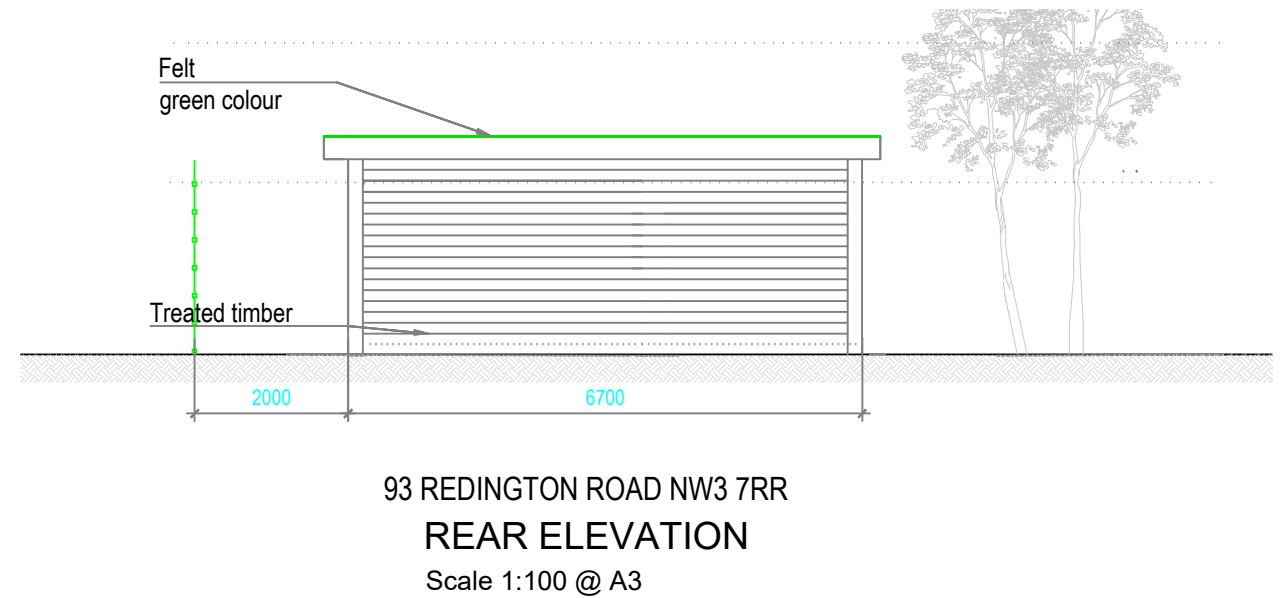 Felt
green colour
Treated timber
2000
6700
93 REDINGTON ROAD NW3 7RR
REAR ELEVATION
Scale 1:100 @ A3